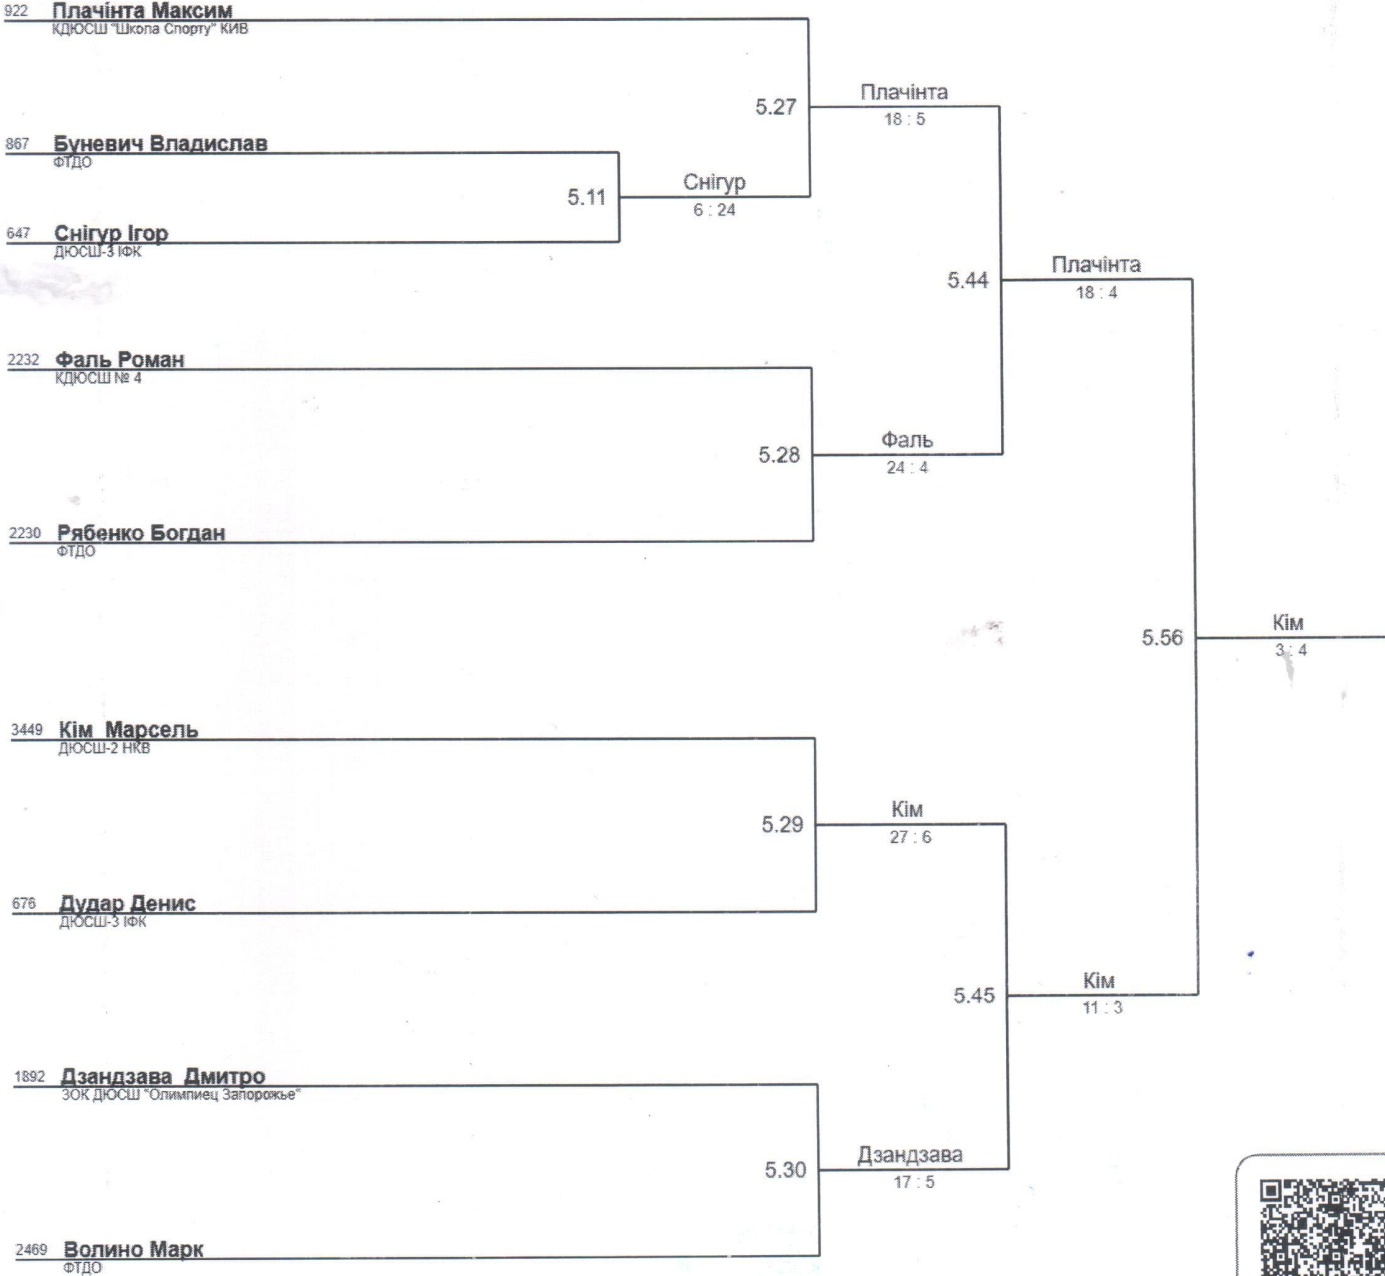 922 Плачінта Максим
КДЮСШ "Школа Спорту" КИВ
5.27
Плачінта
18 : 5
867 Буневич Владислав
ФТДО
5.11
Снігур
6 : 24
647 Снігур Ігор
ДЮСШ-3 ІФК
5.44
Плачінта
18 : 4
2232 Фаль Роман
КДЮСШ № 4
5.28
Фаль
24 : 4
2230 Рябенко Богдан
ФТДО
5.56
Кім
3 : 4
3449 Кім Марсель
ДЮСШ-2 НКВ
5.29
Кім
27 : 6
676 Дудар Денис
ДЮСШ-3 ІФК
5.45
Кім
11 : 3
1892 Дзандзава Дмитро
ЗОК ДЮСШ "Олимпиец Запорожье"
5.30
Дзандзава
17 : 5
2469 Волино Марк
ФТДО